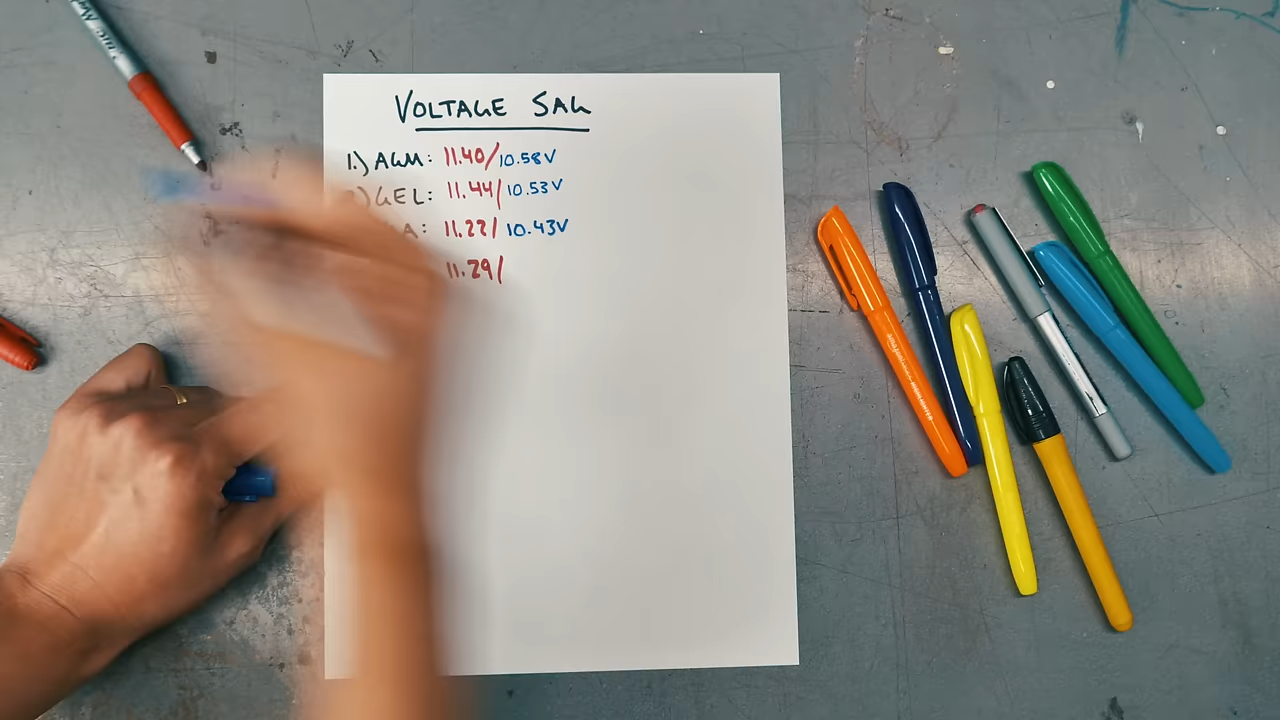 VOLTAGE SAG
1.) AGM: 11.40/10.58V
) GEL: 11.44/10.53V
A: 11.22/10.43V
11.29/